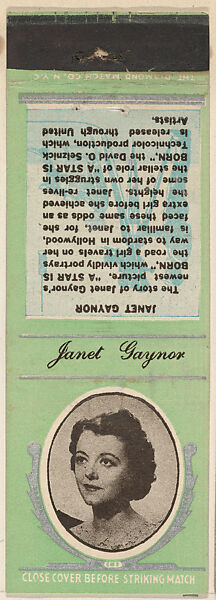 THE DIAMOND MATCH CO. N.Y.C.
JANET GAYNOR
The story of Janet Gaynor's
newest picture, "A STAR IS
BORN." which vividly portrays
the road a girl travels on her
way to stardom in Hollywood,
is familiar to Janet, for she
faced these same odds as an
extra girl before she achieved
the heights. Janet re-lives
some of her own struggles in
the stellar role of "A STAR IS
BORN." the David O. Selznick
Technicolor production, which
is released through United
Artists.
Janet Gaynor
CLOSE COVER BEFORE STRIKING MATCH